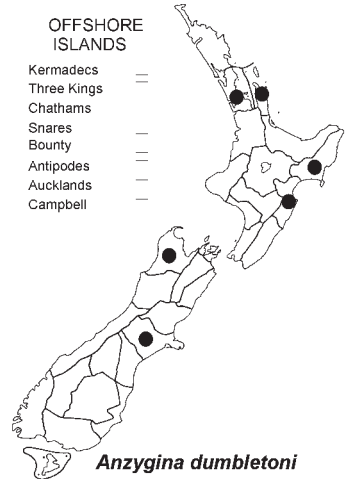 OFFSHORE
ISLANDS
Kermadecs
Three Kings
Chathams
Snares
Bounty
Antipodes
Aucklands
Campbell
Anzygina dumbletoni